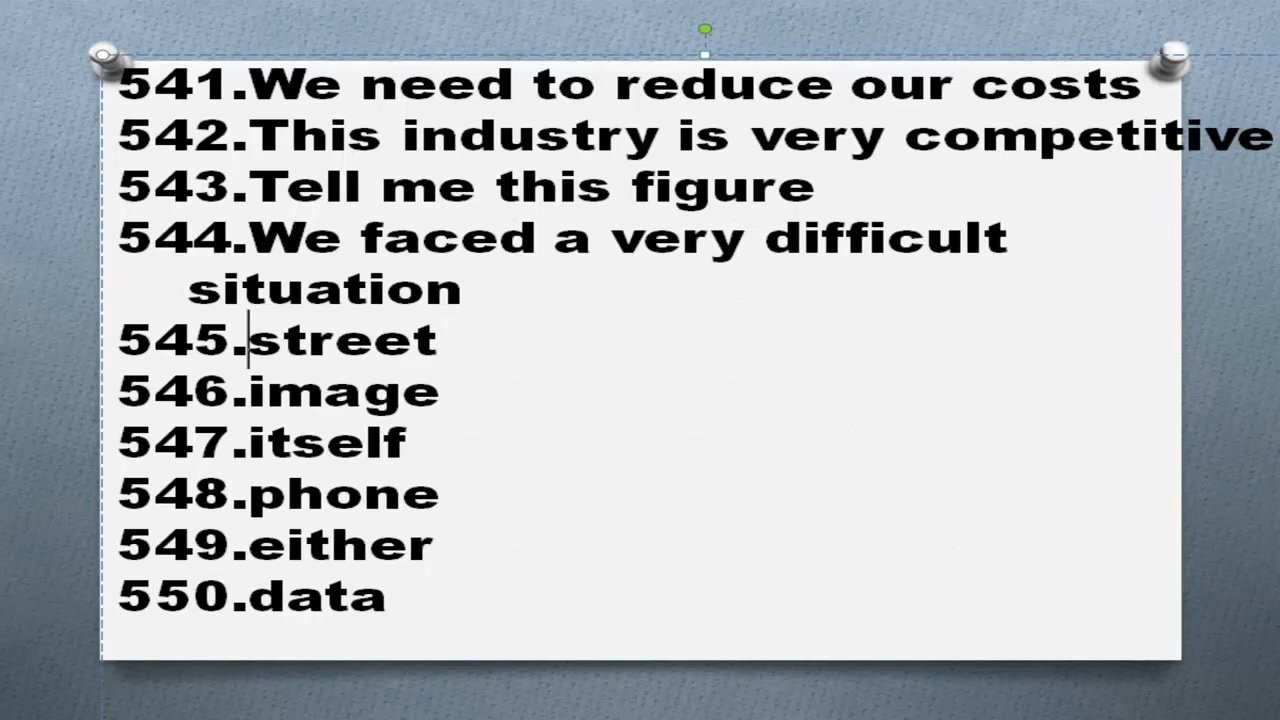 541.We need to reduce our costs
542.This industry is very competitive
543.Tell me this figure
544.We faced a very difficult
situation
545.street
546.image
547.itself
548.phone
549.either
550.data